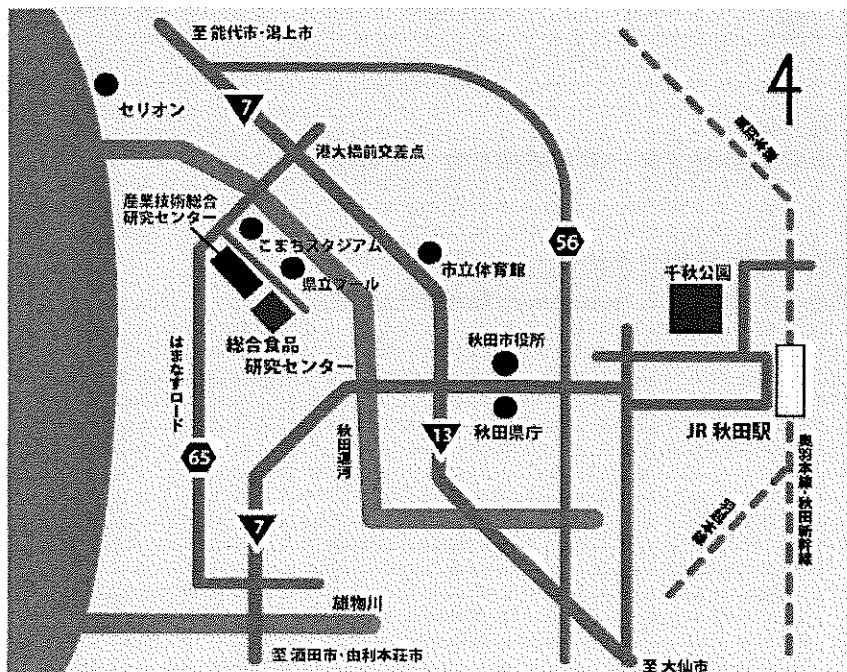 至 能代市・潟上市
セリオン
7
港大橋前交差点
奥羽本線
産業技術総合
研究センター
こまちスタジアム
県立プール
市立体育館
56
千秋公園
総合食品
研究センター
はまなすロード
秋田市役所
秋田県庁
JR 秋田駅
秋田運河
13
65
7
奥羽本線・秋田新幹線
羽越本線
雄物川
至 酒田市・由利本荘市
至 大仙市
4